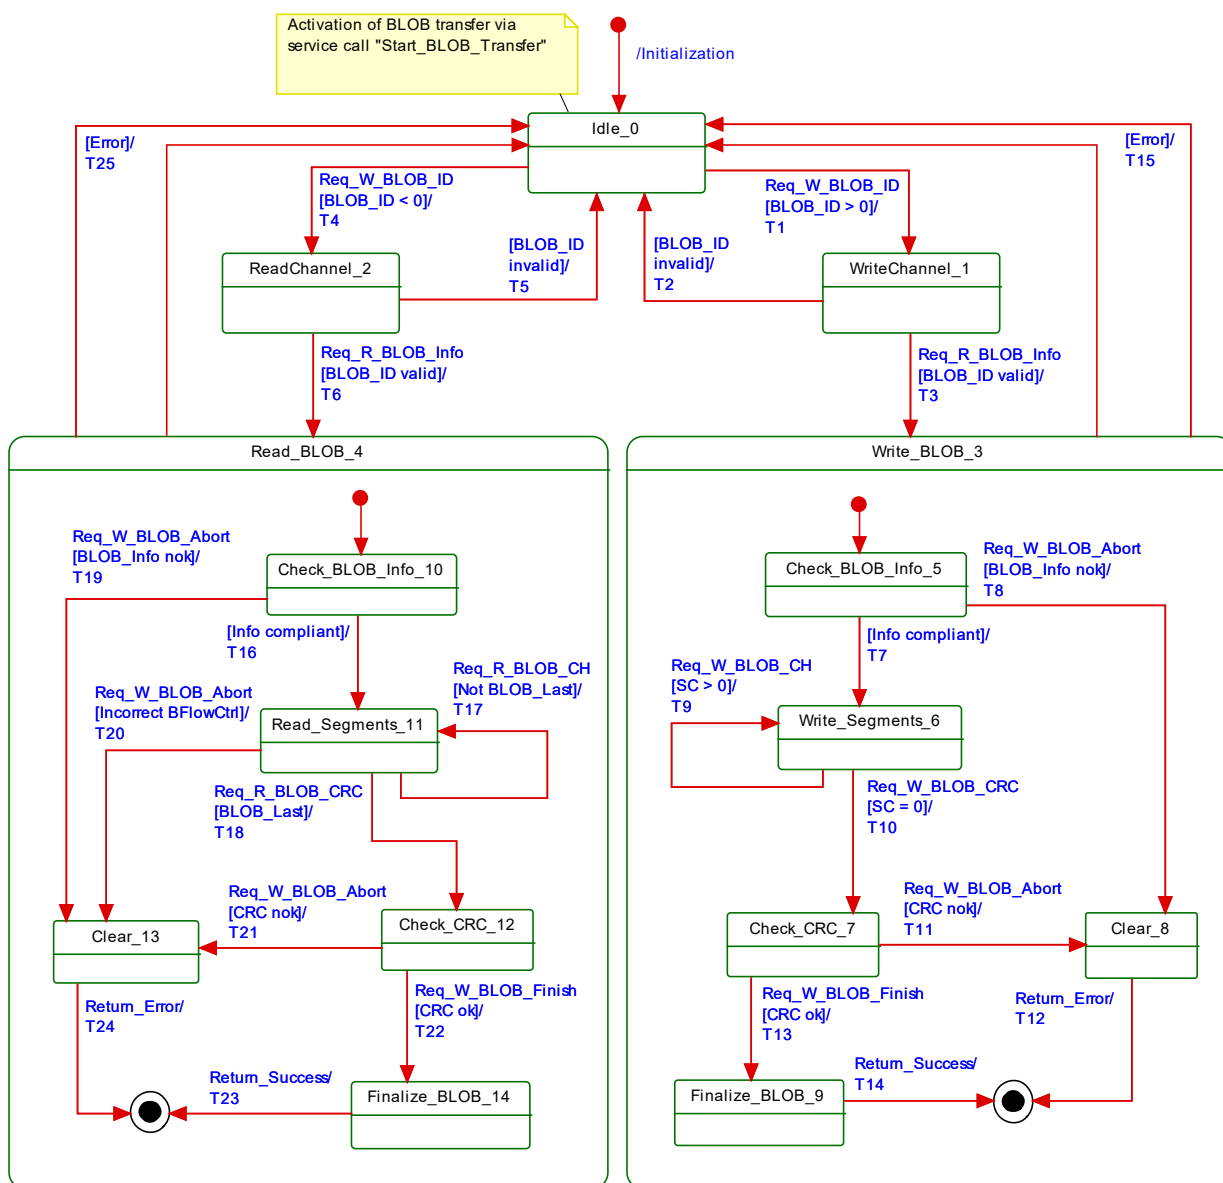 Activation of BLOB transfer via
service call "Start_BLOB_Transfer"
/Initialization
Idle_0
[Error]/
T25
[Error]/
T15
Req_W_BLOB_ID
[BLOB_ID < 0]/
T4
Req_W_BLOB_ID
[BLOB_ID > 0]/
T1
[BLOB_ID
invalid]/
T5
[BLOB_ID
invalid]/
T2
ReadChannel_2
WriteChannel_1
Req_R_BLOB_Info
[BLOB_ID valid]/
T6
Req_R_BLOB_Info
[BLOB_ID valid]/
T3
Read_BLOB_4
Req_W_BLOB_Abort
[BLOB_Info nok]/
T19
Check_BLOB_Info_10
[Info compliant]/
T16
Req_R_BLOB_CH
[Not BLOB_Last]/
T17
Req_W_BLOB_Abort
[Incorrect BFlowCtrl]/
T20
Read_Segments_11
Req_R_BLOB_CRC
[BLOB_Last]/
T18
Req_W_BLOB_Abort
[CRC nok]/
T21
Check_CRC_12
Clear_13
Req_W_BLOB_Finish
[CRC ok]/
T22
Return_Error/
T24
Return_Success/
T23
Finalize_BLOB_14
Write_BLOB_3
Check_BLOB_Info_5
Req_W_BLOB_Abort
[BLOB_Info nok]/
T8
[Info compliant]/
T7
Req_W_BLOB_CH
[SC > 0]/
T9
Write_Segments_6
Req_W_BLOB_CRC
[SC = 0]/
T10
Req_W_BLOB_Abort
[CRC nok]/
T11
Check_CRC_7
Clear_8
Req_W_BLOB_Finish
[CRC ok]/
T13
Return_Error/
T12
Return_Success/
T14
Finalize_BLOB_9